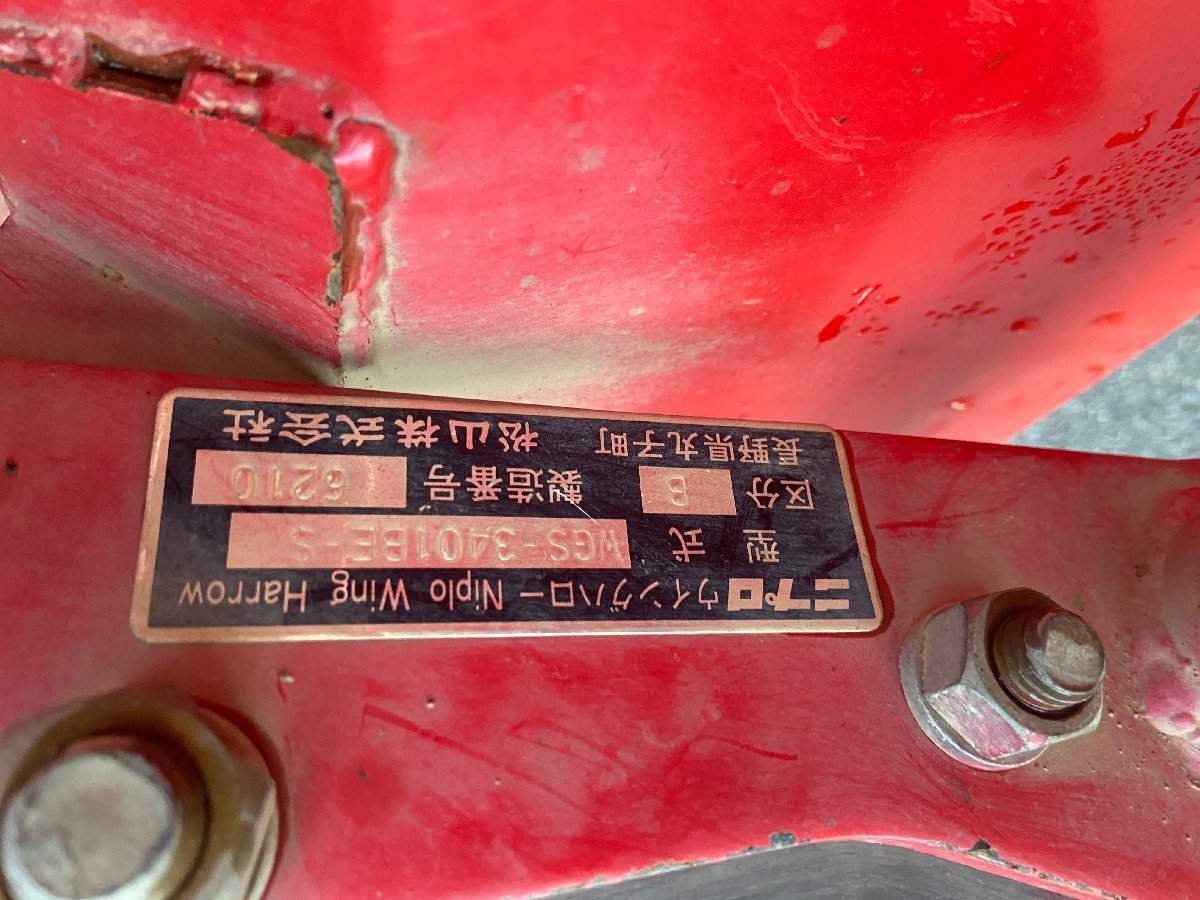 ニプロ ウイングハロー Niplo Wing Harrow
型 式 WGS-3401BE-S
区分 B 製造番号 6210
長野県丸子町 松山株式会社